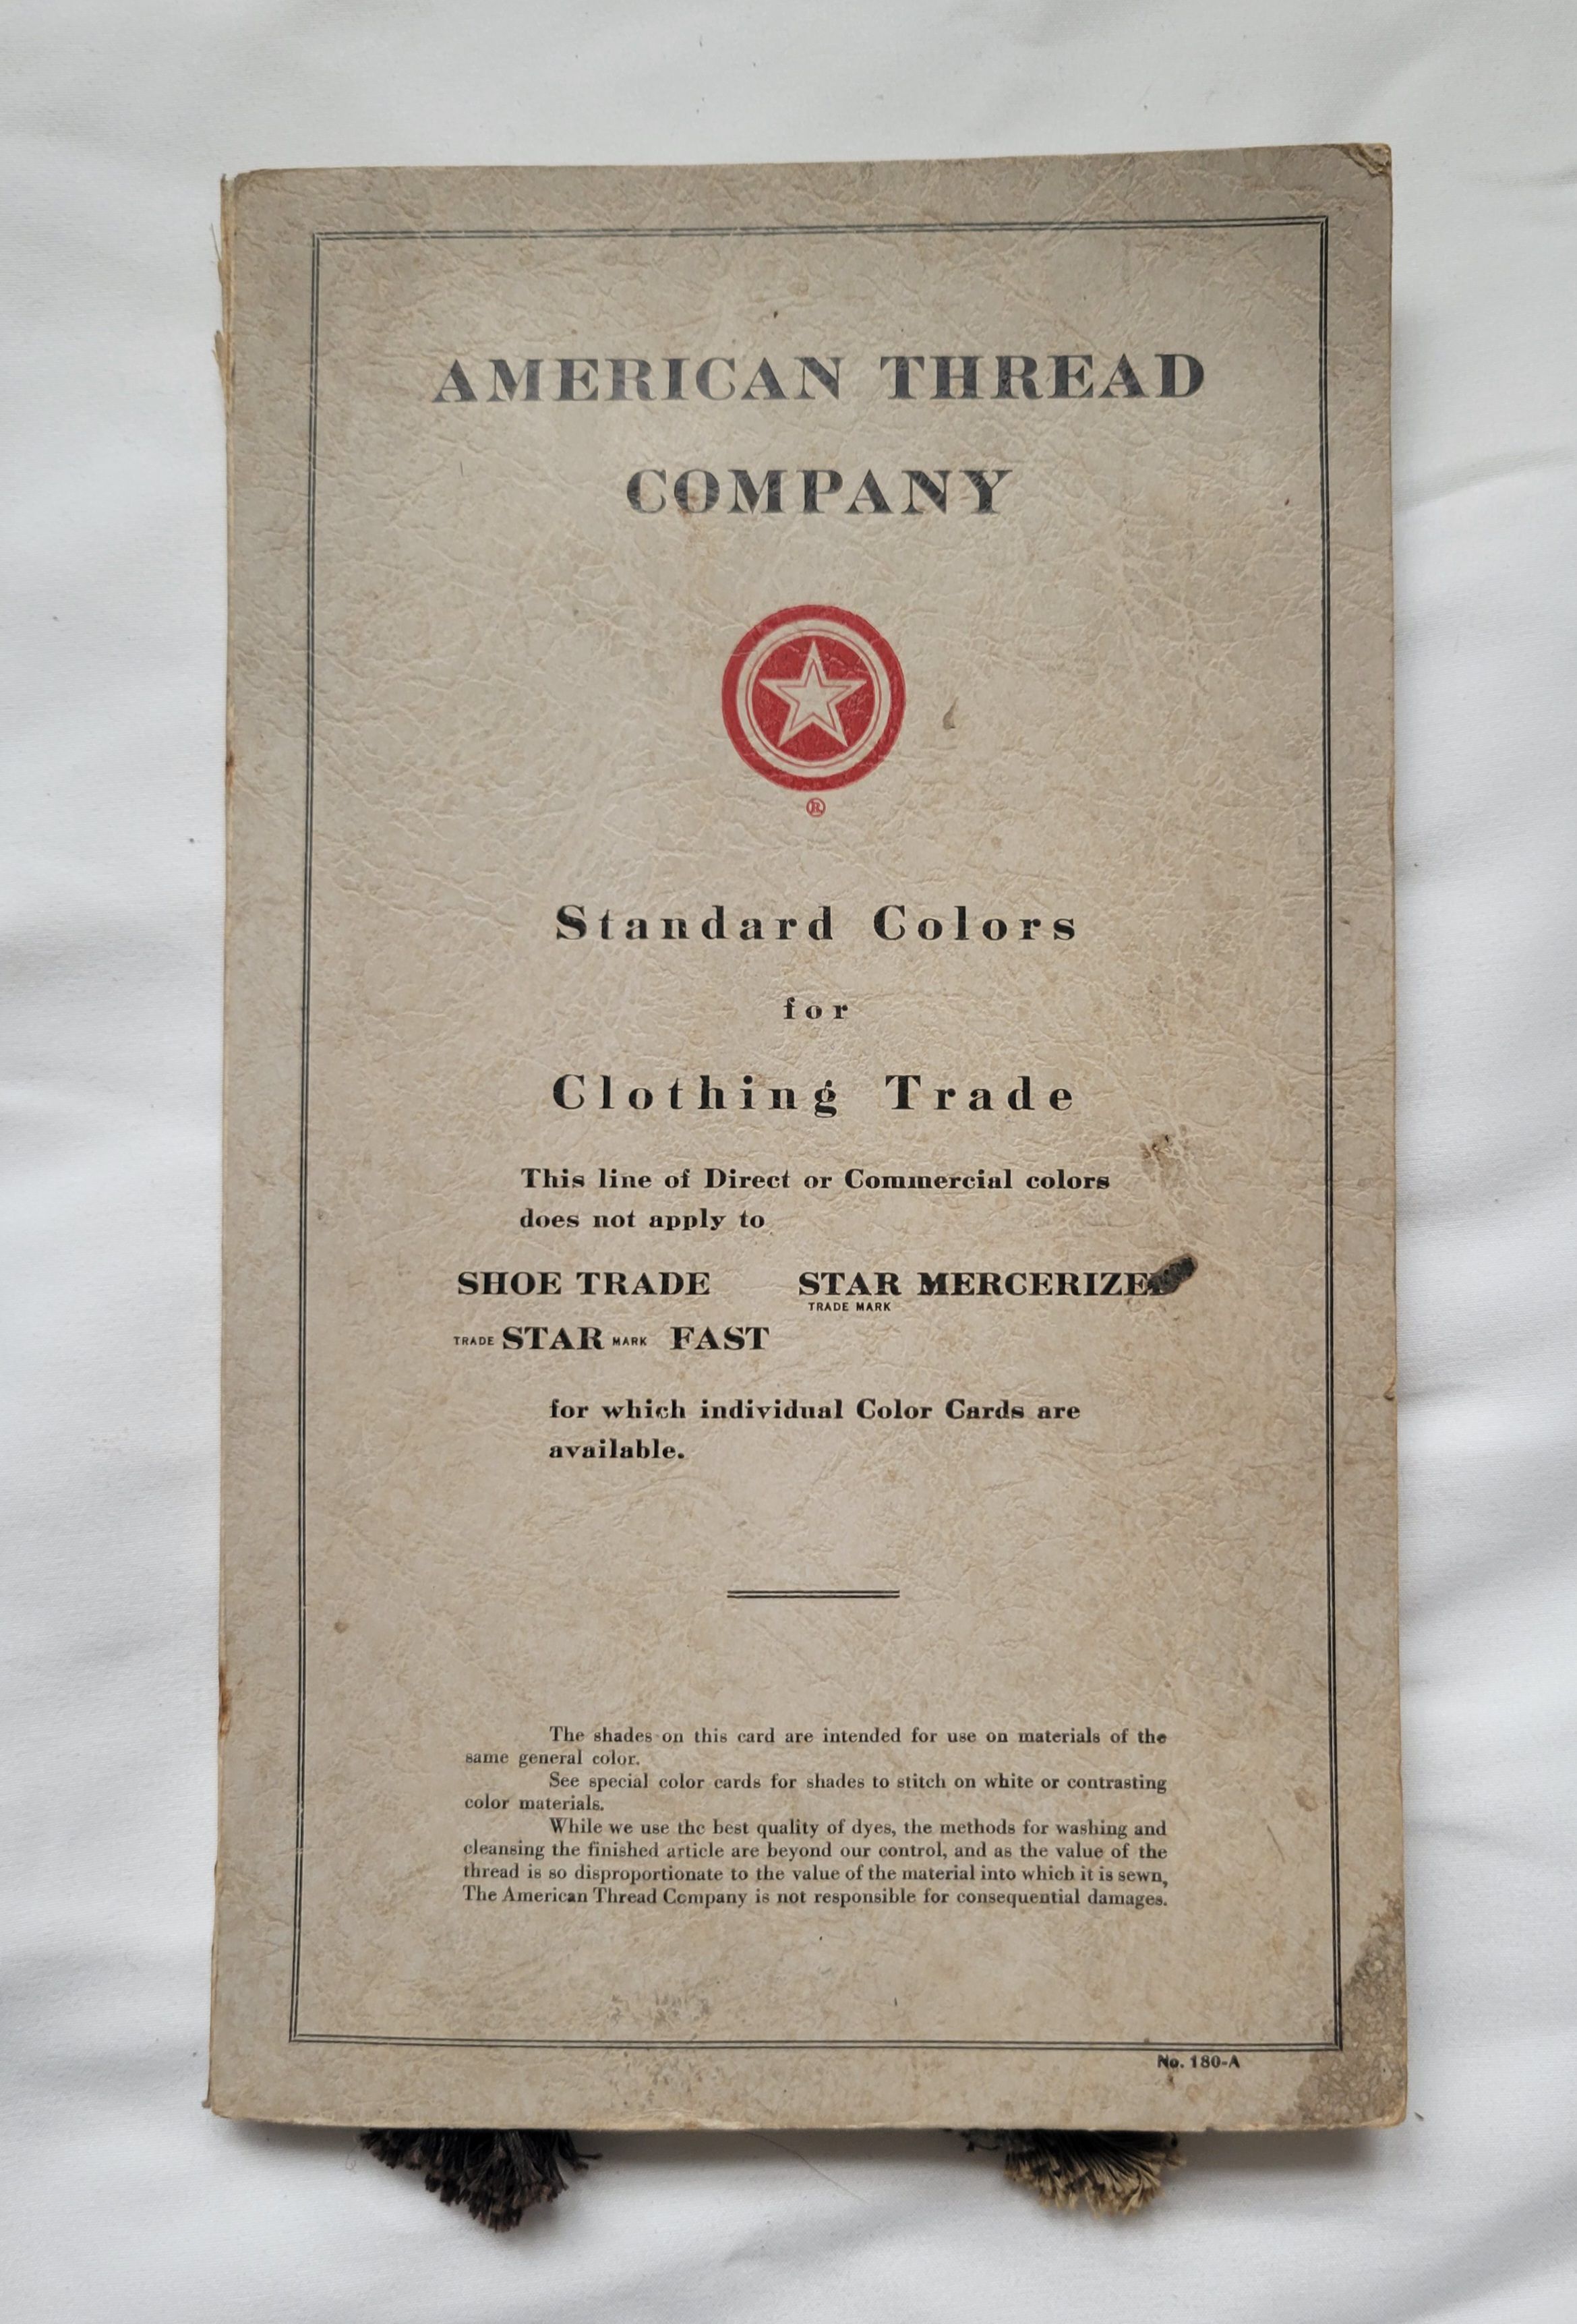 AMERICAN THREAD
COMPANY
®
Standard Colors
for
Clothing Trade
This line of Direct or Commercial colors
does not apply to
SHOE TRADE STAR MERCERIZED
TRADE MARK
TRADE STAR MARK FAST
for which individual Color Cards are
available.
The shades on this card are intended for use on materials of the
same general color.
See special color cards for shades to stitch on white or contrasting
color materials.
While we use the best quality of dyes, the methods for washing and
cleansing the finished article are beyond our control, and as the value of the
thread is so disproportionate to the value of the material into which it is sewn,
The American Thread Company is not responsible for consequential damages.
No. 180-A